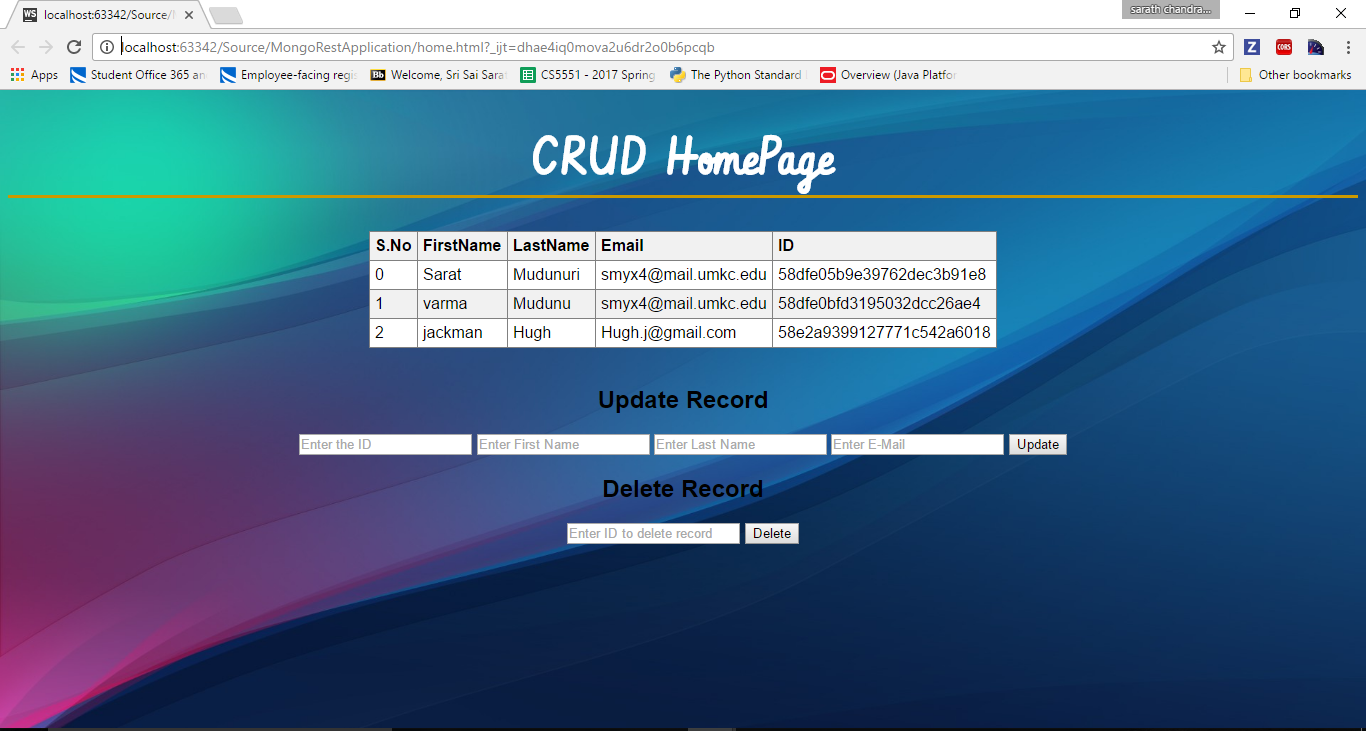 sarath chandra...
localhost:63342/Source/
localhost:63342/Source/MongoRestApplication/home.html?_ijt=dhae4iq0mova2u6dr2o0b6pcqb
Apps Student Office 365 an Employee-facing regi Bb Welcome, Sri Sai Sarat CS5551 - 2017 Spring The Python Standard Overview (Java Platfor Other bookmarks
CRUD HomePage
S.No FirstName LastName Email ID
0 Sarat Mudunuri smyx4@mail.umkc.edu 58dfe05b9e39762dec3b91e8
1 varma Mudunu smyx4@mail.umkc.edu 58dfe0bfd3195032dcc26ae4
2 jackman Hugh Hugh.j@gmail.com 58e2a9399127771c542a6018
Update Record
Enter the ID Enter First Name Enter Last Name Enter E-Mail Update
Delete Record
Enter ID to delete record Delete